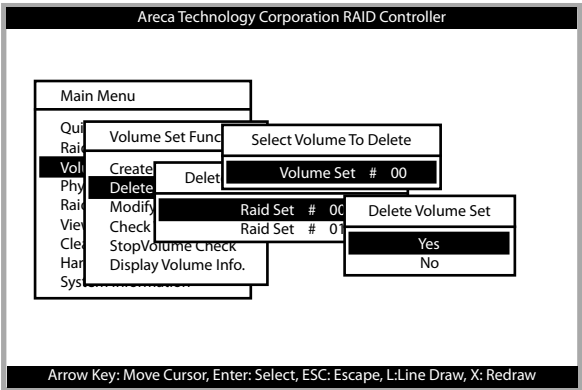 Areca Technology Corporation RAID Controller
Main Menu
Volume Set Func
Select Volume To Delete
Create
Delet
Volume Set # 00
Delete
Modify
Raid Set # 00
Delete Volume Set
Check
Raid Set # 01
StopVolume Check
Yes
Display Volume Info.
No
Arrow Key: Move Cursor, Enter: Select, ESC: Escape, L:Line Draw, X: Redraw